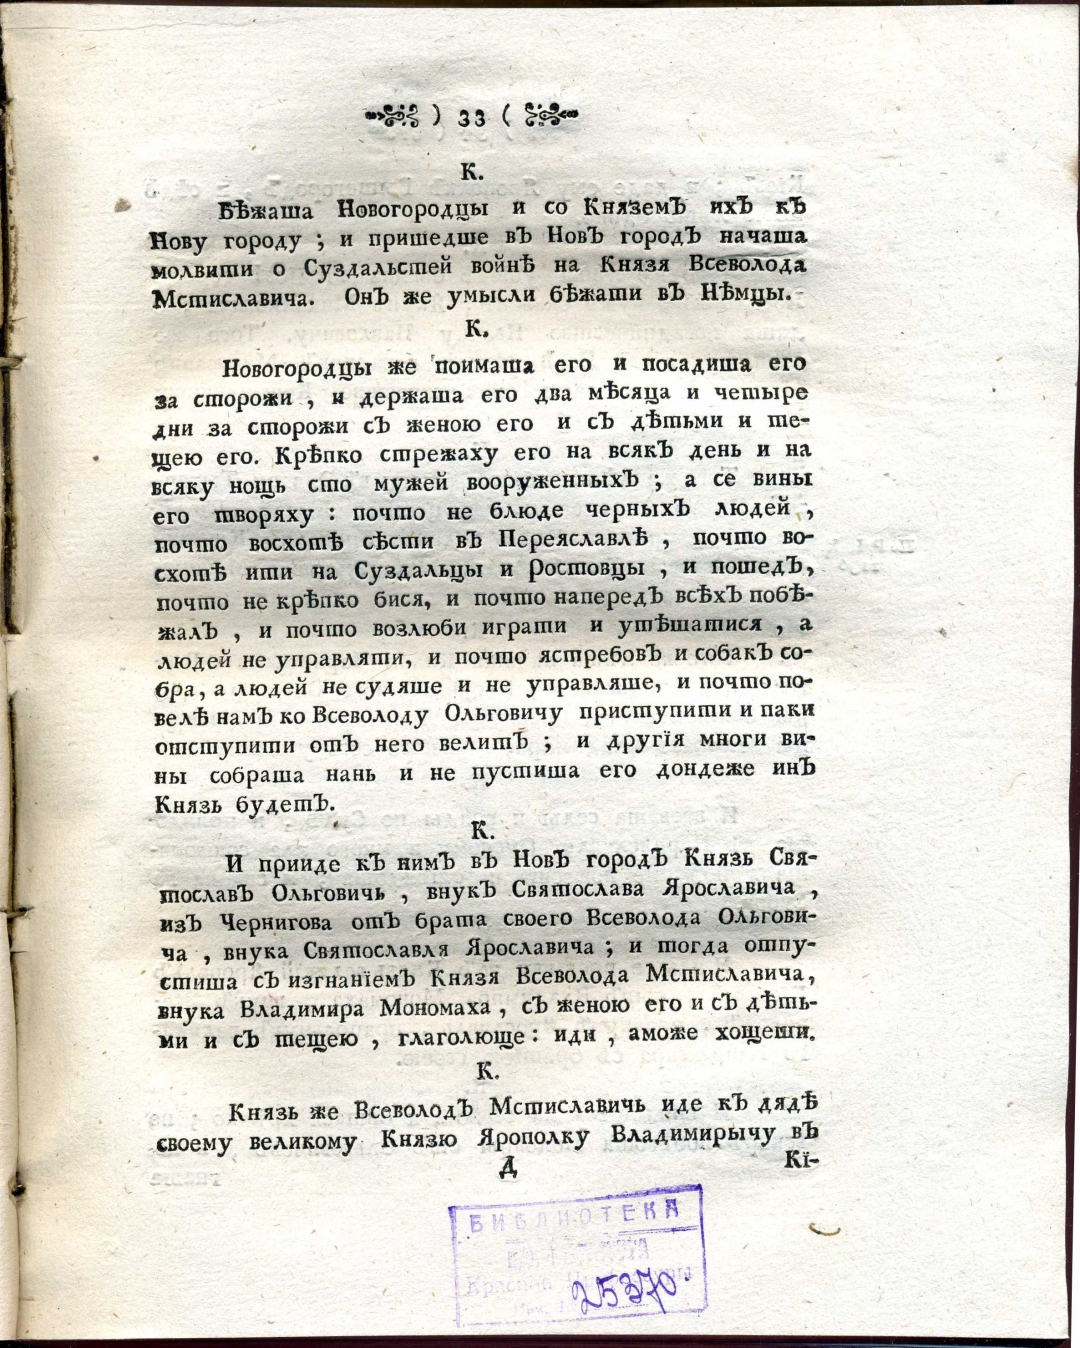 ) 33 (
К.
Бѣжаша Новогородцы и со Княземъ ихъ къ
Нову городу ; и пришедше въ Новъ городъ начаша
молвити о Суздальстей войнѣ на Князя Всеволода
Мстиславича. Онъ же умысли бѣжати въ Нѣмцы.
К.
Новогородцы же поимаша его и посадиша его
за сторожи , и держаша его два мѣсяца и четыре
дни за сторожи съ женою его и съ дѣтьми и те-
щею его. Крѣпко стрежаху его на всякъ день и на
всяку нощь сто мужей вооруженныхъ ; а се вины
его творяху : почто не блюде черныхъ людей ,
почто восхотѣ сѣсти въ Переяславлѣ , почто во-
схотѣ ити на Суздальцы и Ростовцы , и пошедъ,
почто не крѣпко бися, и почто напередъ всѣхъ побѣ-
жалъ , и почто возлюби играти и утѣшатися , а
людей не управляти, и почто ястребовъ и собакъ со-
бра, а людей не судяше и не управляше, и почто по-
велѣ намъ ко Всеволоду Ольговичу приступити и паки
отступити отъ него велитъ ; и другія многи ви-
ны собраша нань и не пустиша его дондеже инъ
Князь будетъ.
К.
И прииде къ нимъ въ Новъ городъ Князь Свя-
тославъ Ольговичь , внукъ Святослава Ярославича ,
изъ Чернигова отъ брата своего Всеволода Ольгови-
ча , внука Святославля Ярославича ; и тогда отпу-
стиша съ изгнаніемъ Князя Всеволода Мстиславича,
внука Владимира Мономаха , съ женою его и съ дѣть-
ми и съ тещею , глаголюще : иди , аможе хощеши.
К.
Князь же Всеволодъ Мстиславичь иде къ дядѣ
своему великому Князю Ярополку Владимирычу въ
Д Кї-
БИБЛИОТЕКА
25370